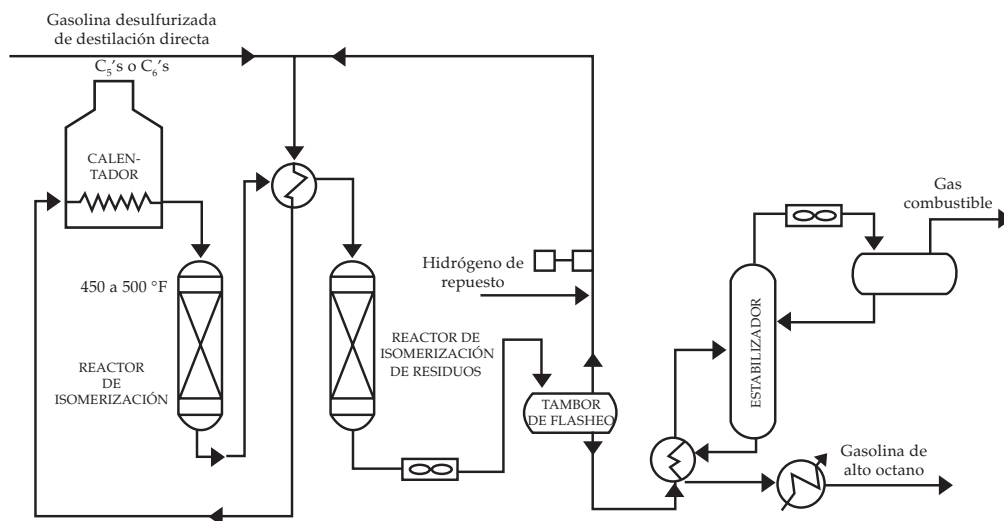 Gasolina desulfurizada
de destilación directa
C₅'s o C₆'s
CALEN-
TADOR
450 a 500 °F
REACTOR
DE
ISOMERIZACIÓN
REACTOR DE
ISOMERIZACIÓN
DE RESIDUOS
Hidrógeno de
repuesto
TAMBOR
DE FLASHEO
ESTABILIZADOR
Gas
combustible
Gasolina de
alto octano